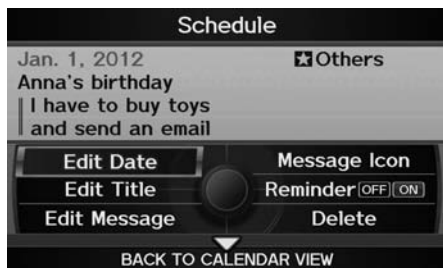 Schedule
Jan. 1, 2012 Others
Anna's birthday
I have to buy toys
and send an email
Edit Date Message Icon
Edit Title Reminder OFF ON
Edit Message Delete
BACK TO CALENDAR VIEW